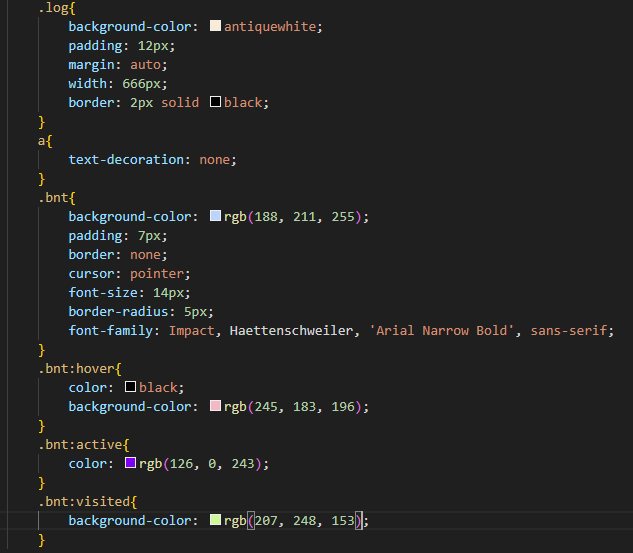 .log{
    background-color: antiquewhite;
    padding: 12px;
    margin: auto;
    width: 666px;
    border: 2px solid black;
}
a{
    text-decoration: none;
}
.bnt{
    background-color: rgb(188, 211, 255);
    padding: 7px;
    border: none;
    cursor: pointer;
    font-size: 14px;
    border-radius: 5px;
    font-family: Impact, Haettenschweiler, 'Arial Narrow Bold', sans-serif;
}
.bnt:hover{
    color: black;
    background-color: rgb(245, 183, 196);
}
.bnt:active{
    color: rgb(126, 0, 243);
}
.bnt:visited{
    background-color: rgb(207, 248, 153);
}